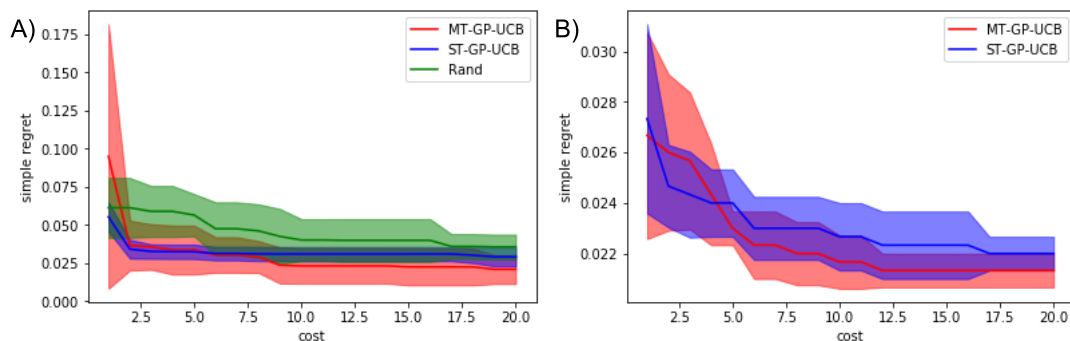 A)
0.175
0.150
0.125
0.100
0.075
0.050
0.025
0.000
simple regret
2.5 5.0 7.5 10.0 12.5 15.0 17.5 20.0
cost
MT-GP-UCB
ST-GP-UCB
Rand
B)
0.030
0.028
0.026
0.024
0.022
simple regret
2.5 5.0 7.5 10.0 12.5 15.0 17.5 20.0
cost
MT-GP-UCB
ST-GP-UCB